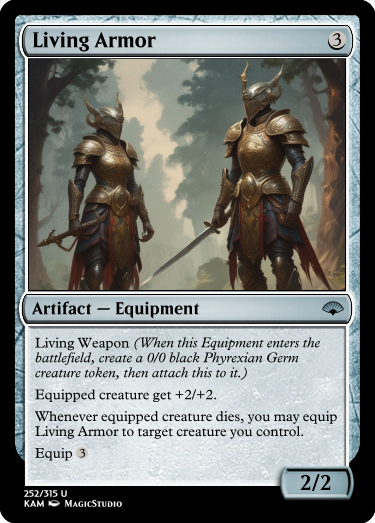 Living Armor 3
Artifact — Equipment
Living Weapon (When this Equipment enters the
battlefield, create a 0/0 black Phyrexian Germ
creature token, then attach this to it.)
Equipped creature get +2/+2.
Whenever equipped creature dies, you may equip
Living Armor to target creature you control.
Equip 3
2/2
252/315 U
KAM MagicStudio